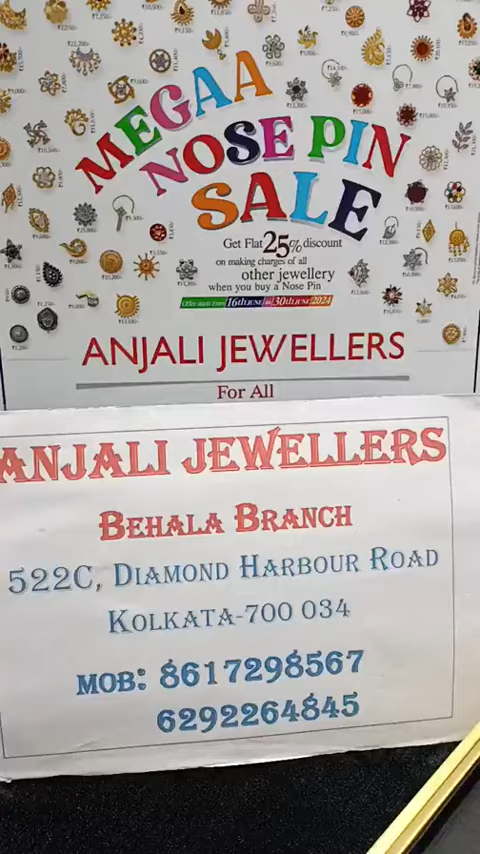 MEGAA
NOSE PIN
SALE
Get Flat 25% discount
on making charges of all
other jewellery
when you buy a Nose Pin
Offer starts from 16th JUNE to 30th JUNE 2024
ANJALI JEWELLERS
For All
ANJALI JEWELLERS
BEHALA BRANCH
522C, DIAMOND HARBOUR ROAD
KOLKATA-700 034
MOB: 8617298567
6292264845